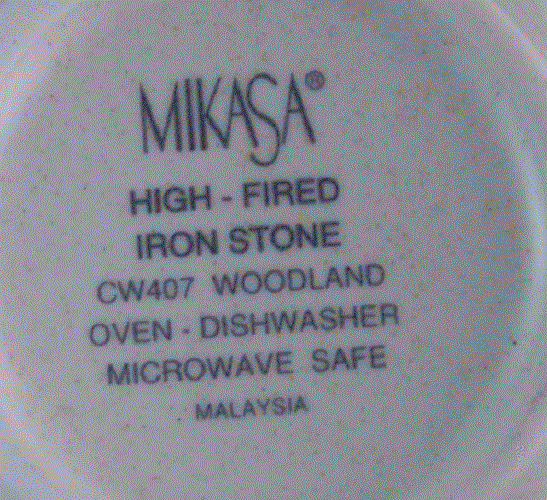 MIKASA®
HIGH - FIRED
IRON STONE
CW407 WOODLAND
OVEN - DISHWASHER
MICROWAVE SAFE
MALAYSIA